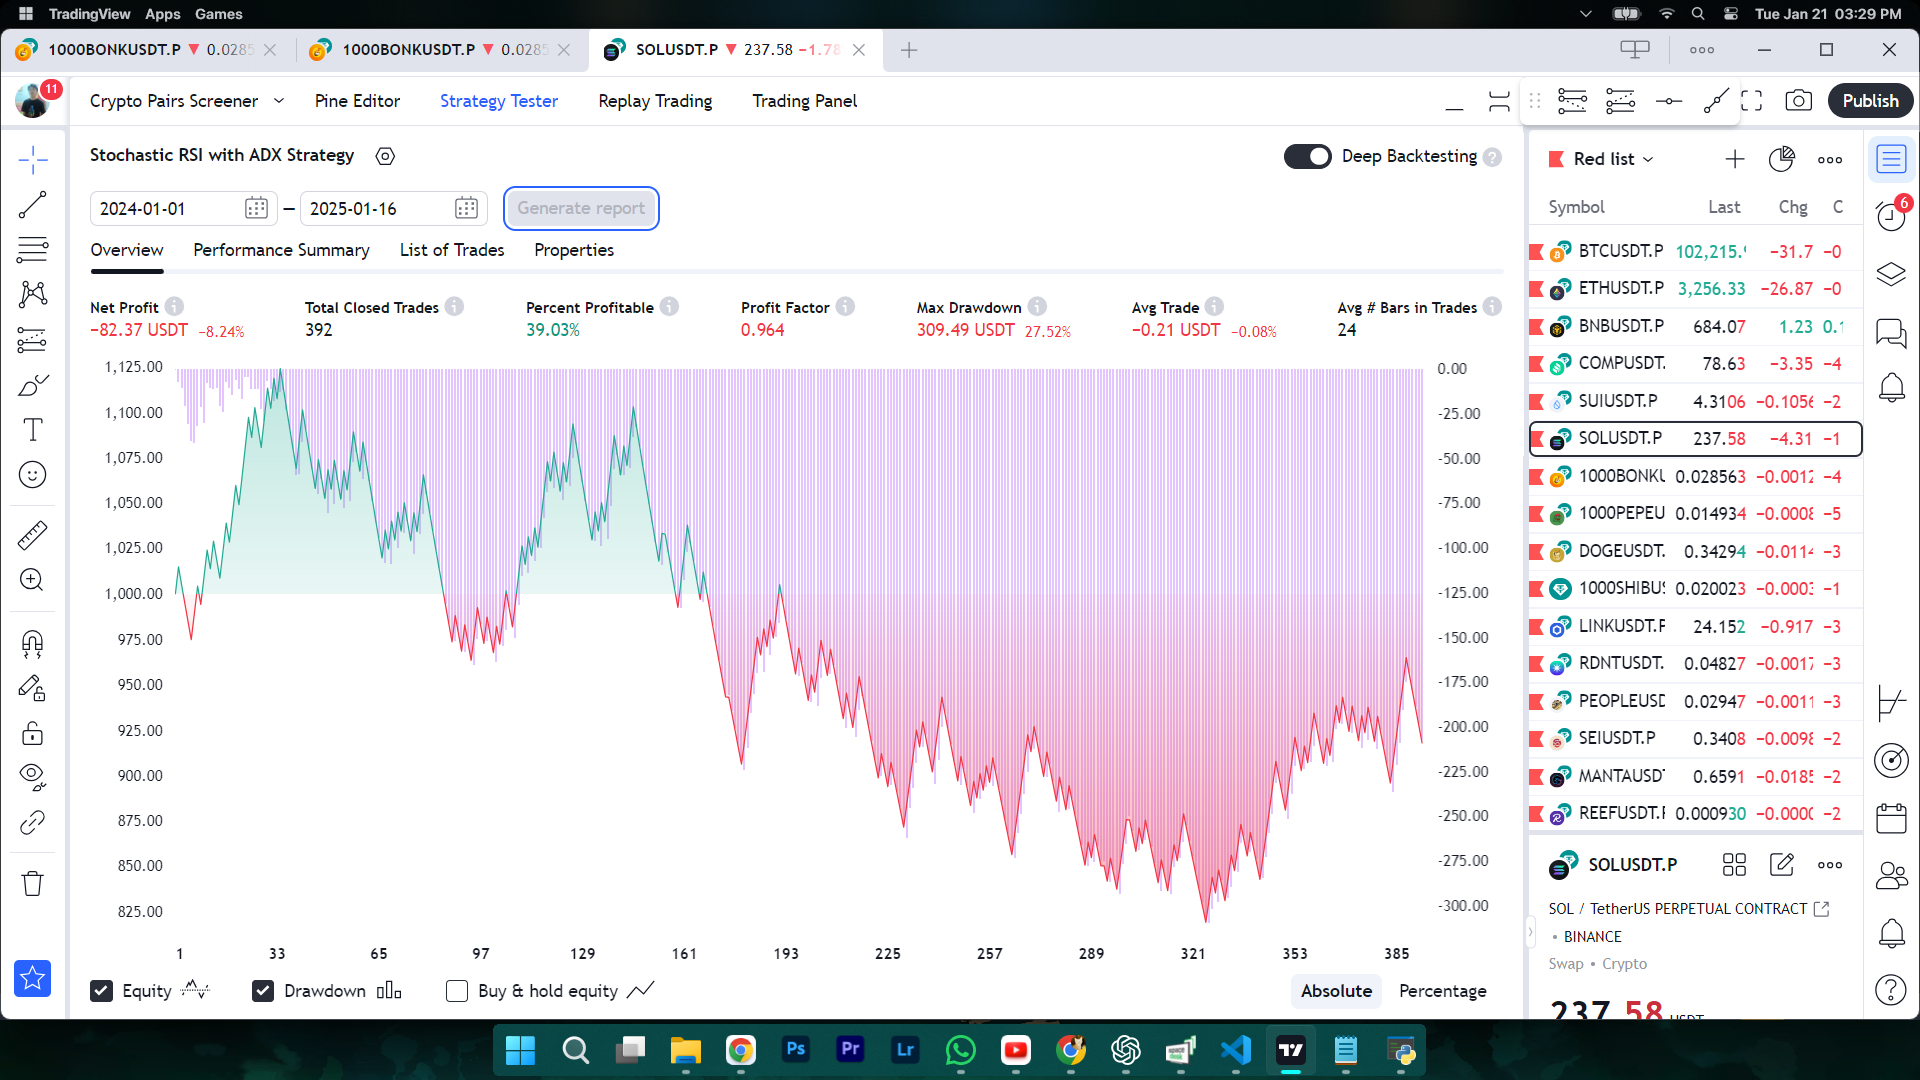 TradingView Apps Games
Tue Jan 21 03:29 PM
1000BONKUSDT.P ▼ 0.0285
1000BONKUSDT.P ▼ 0.0285
SOLUSDT.P ▼ 237.58 −1.78
11
Crypto Pairs Screener
Pine Editor
Strategy Tester
Replay Trading
Trading Panel
Publish
Stochastic RSI with ADX Strategy
Deep Backtesting
2024-01-01 — 2025-01-16
Generate report
Overview
Performance Summary
List of Trades
Properties
Net Profit
−82.37 USDT −8.24%
Total Closed Trades
392
Percent Profitable
39.03%
Profit Factor
0.964
Max Drawdown
309.49 USDT 27.52%
Avg Trade
−0.21 USDT −0.08%
Avg # Bars in Trades
24
1,125.00
1,100.00
1,075.00
1,050.00
1,025.00
1,000.00
975.00
950.00
925.00
900.00
875.00
850.00
825.00
0.00
-25.00
-50.00
-75.00
-100.00
-125.00
-150.00
-175.00
-200.00
-225.00
-250.00
-275.00
-300.00
1 33 65 97 129 161 193 225 257 289 321 353 385
Equity
Drawdown
Buy & hold equity
Absolute
Percentage
Red list
6
Symbol Last Chg C
BTCUSDT.P 102,215. −31.7 −0
ETHUSDT.P 3,256.33 −26.87 −0
BNBUSDT.P 684.07 1.23 0.1
COMPUSDT. 78.63 −3.35 −4
SUIUSDT.P 4.3106 −0.1056 −2
SOLUSDT.P 237.58 −4.31 −1
1000BONKU 0.028563 −0.0012 −4
1000PEPEU 0.014934 −0.0008 −5
DOGEUSDT. 0.34294 −0.0114 −3
1000SHIBUS 0.020023 −0.0003 −1
LINKUSDT.P 24.152 −0.917 −3
RDNTUSDT. 0.04827 −0.0017 −3
PEOPLEUSD 0.02947 −0.0011 −3
SEIUSDT.P 0.3408 −0.0098 −2
MANTAUSDT 0.6591 −0.0185 −2
REEFUSDT.P 0.000930 −0.0000 −2
SOLUSDT.P
SOL / TetherUS PERPETUAL CONTRACT
• BINANCE
Swap • Crypto
237.58 USDT
Ps
Pr
Lr